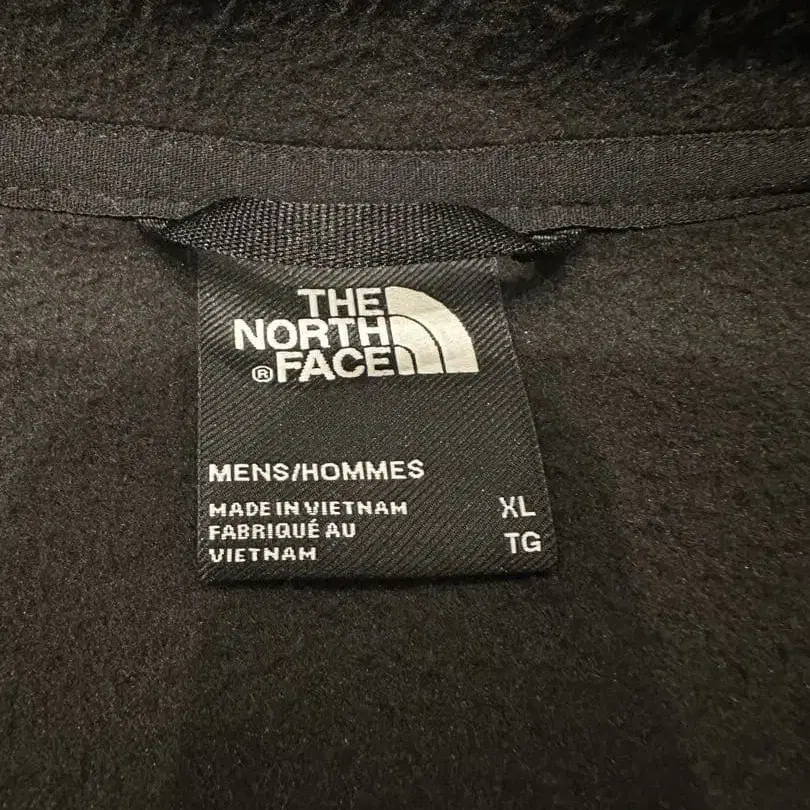 THE
NORTH
® FACE
MENS/HOMMES
MADE IN VIETNAM XL
FABRIQUÉ AU TG
VIETNAM